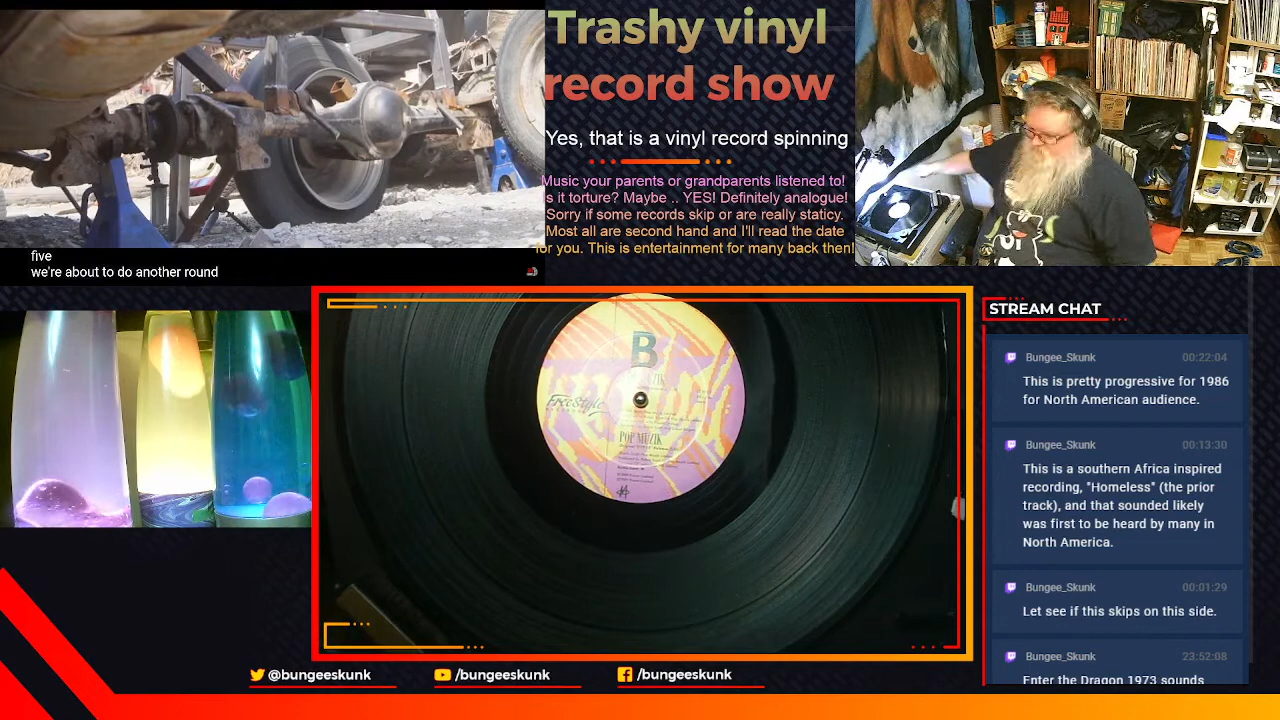 Trashy vinyl
record show
Yes, that is a vinyl record spinning
Music your parents or grandparents listened to!
Is it torture? Maybe .. YES! Definitely analogue!
Sorry if some records skip or are really staticy.
Most all are second hand and I'll read the date
for you. This is entertainment for many back then!
five
we're about to do another round
B
FreeStyle
POP MUZIK
STREAM CHAT
Bungee_Skunk 00:22:04
This is pretty progressive for 1986
for North American audience.
Bungee_Skunk 00:13:30
This is a southern Africa inspired
recording, "Homeless" (the prior
track), and that sounded likely
was first to be heard by many in
North America.
Bungee_Skunk 00:01:29
Let see if this skips on this side.
Bungee_Skunk 23:52:08
Enter the Dragon 1973 sounds
@bungeeskunk
/bungeeskunk
/bungeeskunk